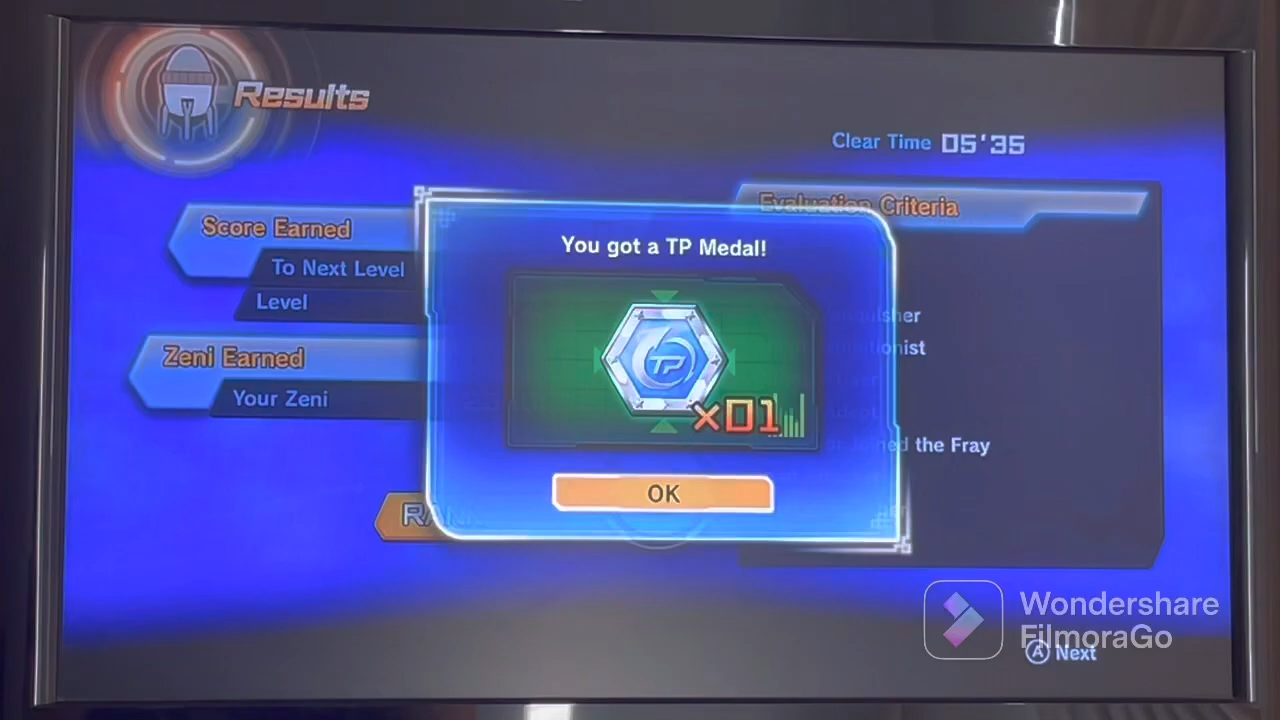 Results
Clear Time 05'35
Score Earned
To Next Level
Level
Zeni Earned
Your Zeni
Evaluation Criteria
You got a TP Medal!
TP
×01
OK
the Fray
Wondershare
FilmoraGo
A Next